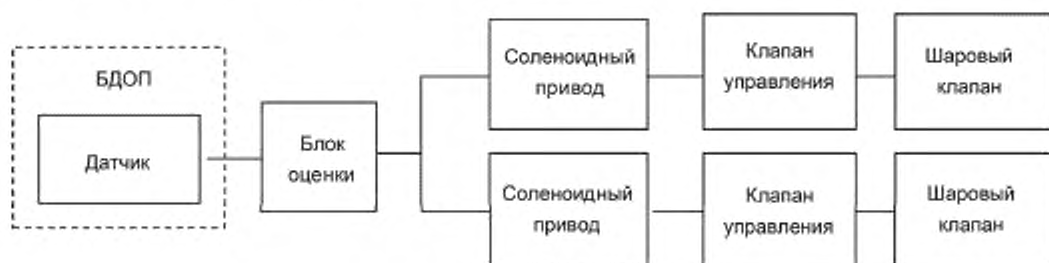 БДОП
Датчик
Блок
оценки
Соленоидный
привод
Клапан
управления
Шаровый
клапан
Соленоидный
привод
Клапан
управления
Шаровый
клапан